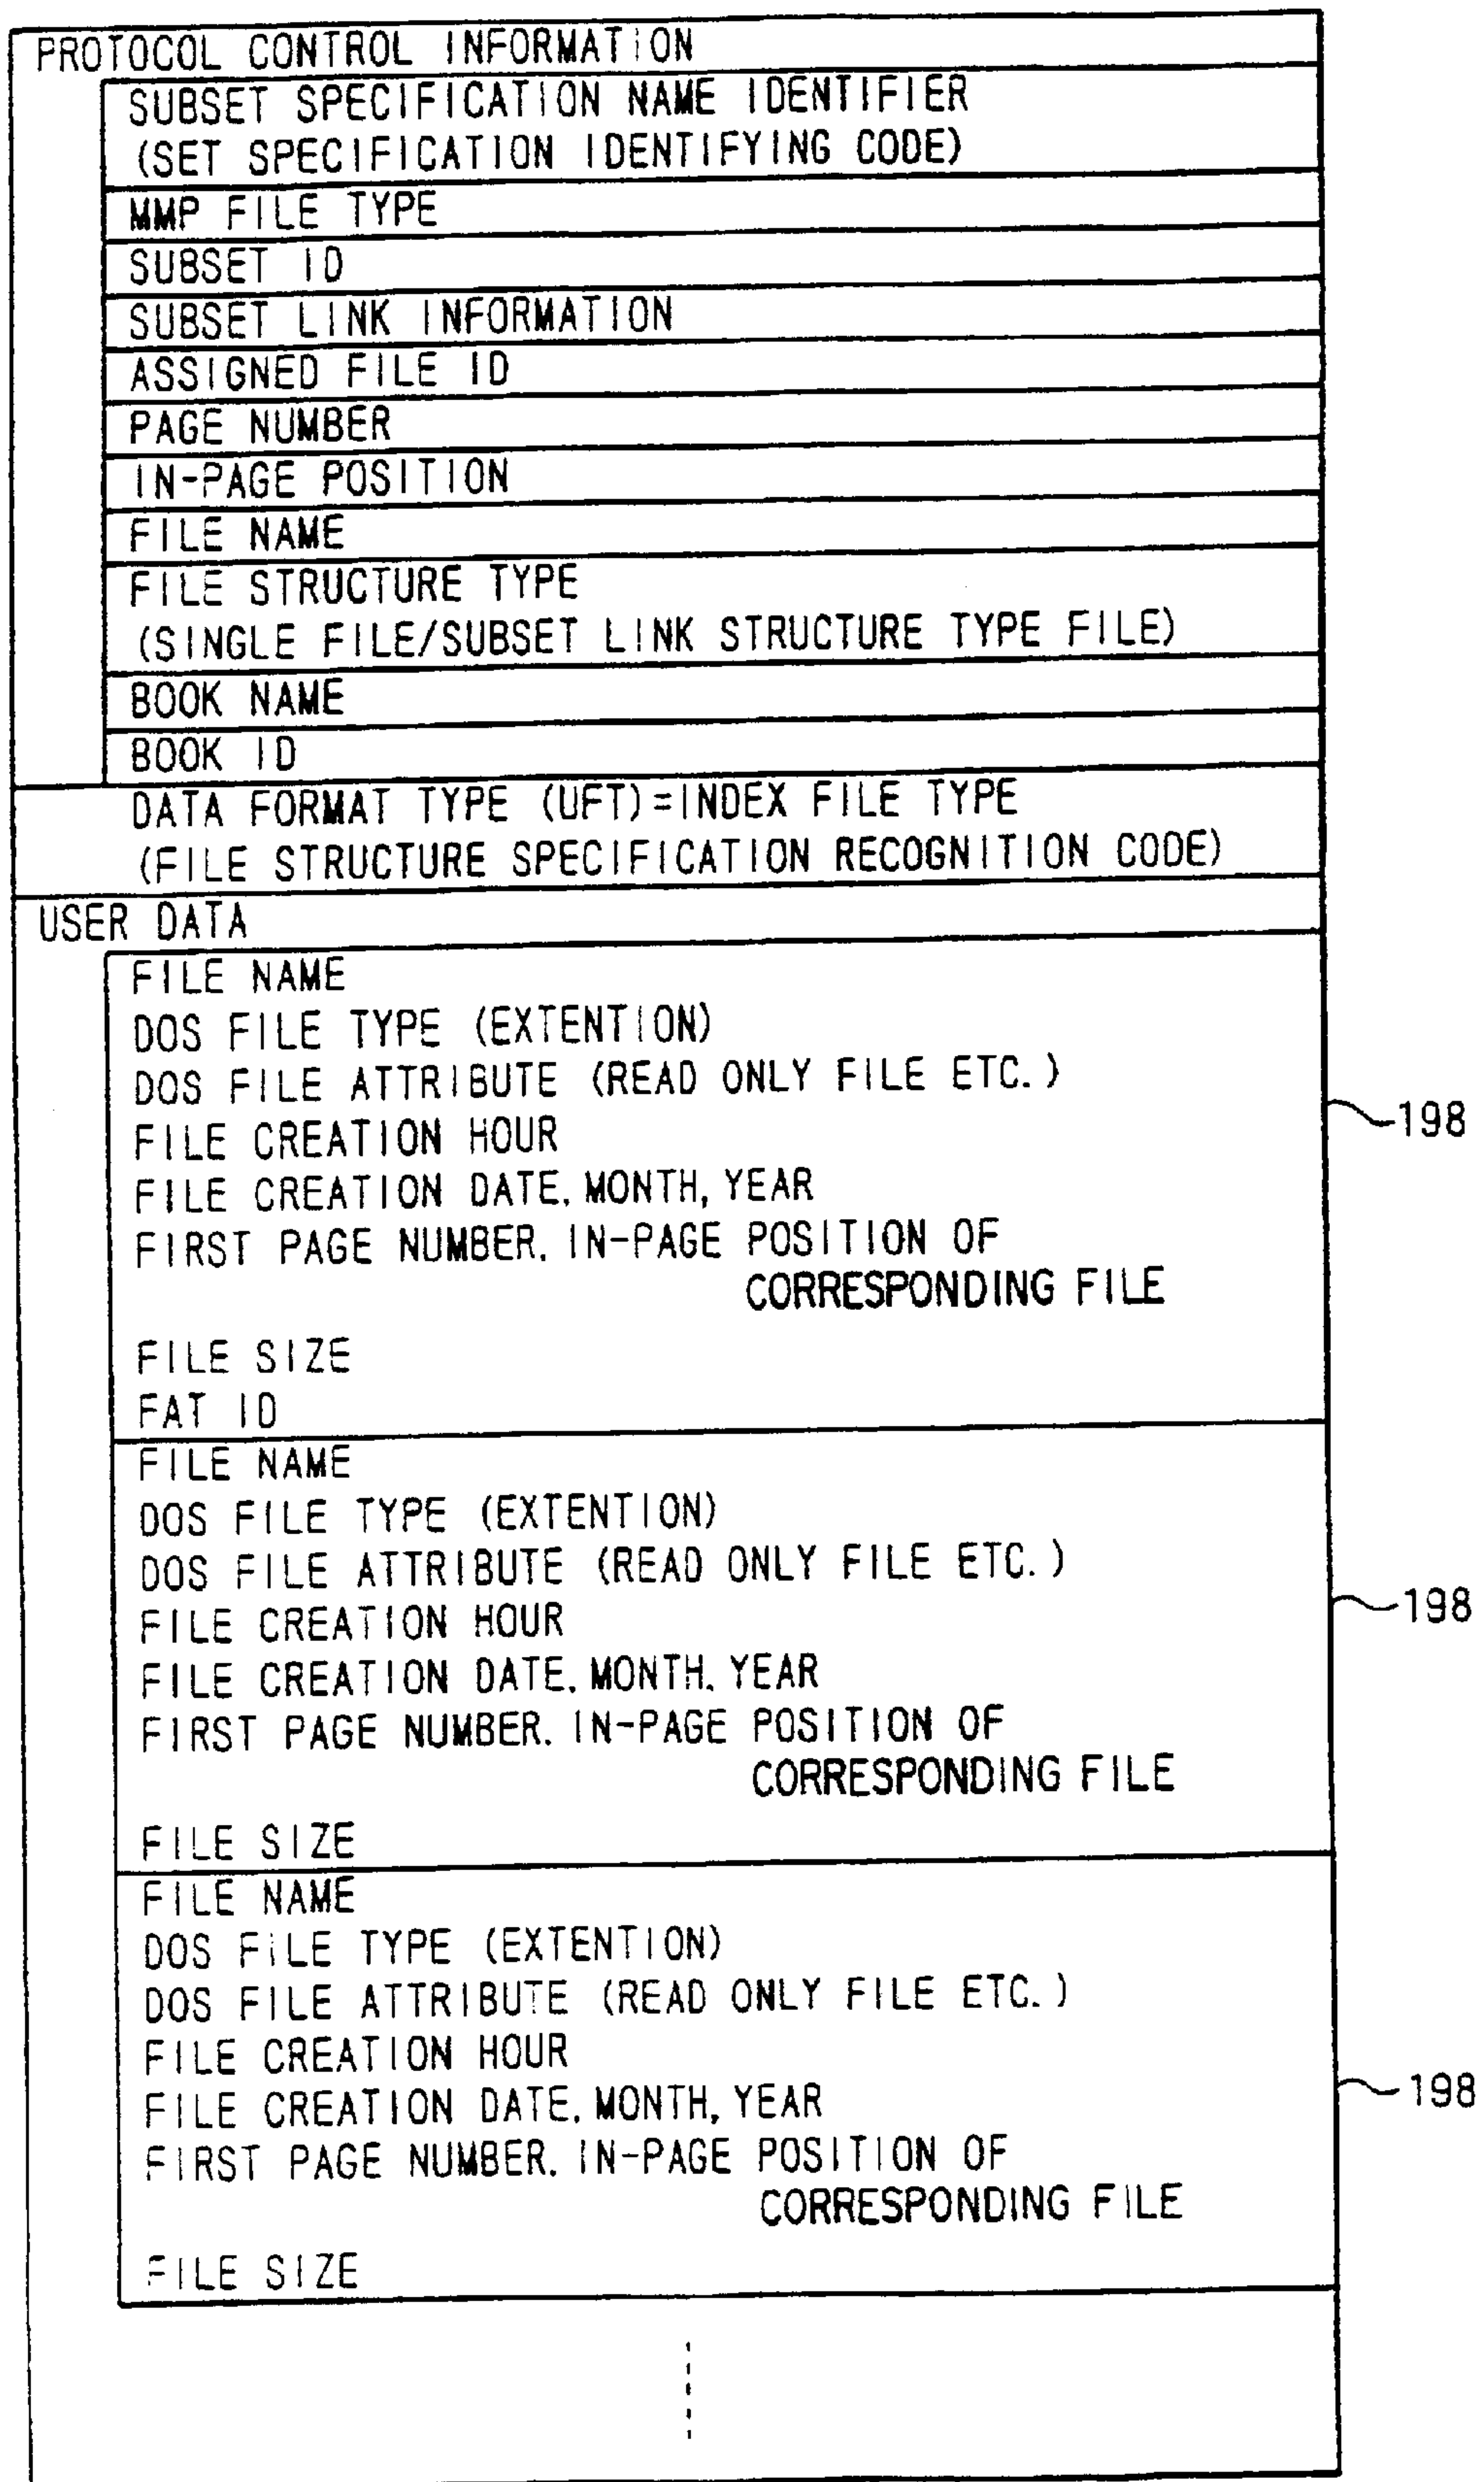 PROTOCOL CONTROL INFORMATION
SUBSET SPECIFICATION NAME IDENTIFIER
(SET SPECIFICATION IDENTIFYING CODE)
MMP FILE TYPE
SUBSET ID
SUBSET LINK INFORMATION
ASSIGNED FILE ID
PAGE NUMBER
IN-PAGE POSITION
FILE NAME
FILE STRUCTURE TYPE
(SINGLE FILE/SUBSET LINK STRUCTURE TYPE FILE)
BOOK NAME
BOOK ID
DATA FORMAT TYPE (UFT)=INDEX FILE TYPE
(FILE STRUCTURE SPECIFICATION RECOGNITION CODE)
USER DATA
FILE NAME
DOS FILE TYPE (EXTENTION)
DOS FILE ATTRIBUTE (READ ONLY FILE ETC.)
198
FILE CREATION HOUR
FILE CREATION DATE, MONTH, YEAR
FIRST PAGE NUMBER, IN-PAGE POSITION OF
CORRESPONDING FILE
FILE SIZE
FAT ID
FILE NAME
DOS FILE TYPE (EXTENTION)
DOS FILE ATTRIBUTE (READ ONLY FILE ETC.)
198
FILE CREATION HOUR
FILE CREATION DATE, MONTH, YEAR
FIRST PAGE NUMBER, IN-PAGE POSITION OF
CORRESPONDING FILE
FILE SIZE
FILE NAME
DOS FILE TYPE (EXTENTION)
DOS FILE ATTRIBUTE (READ ONLY FILE ETC.)
FILE CREATION HOUR
198
FILE CREATION DATE, MONTH, YEAR
FIRST PAGE NUMBER, IN-PAGE POSITION OF
CORRESPONDING FILE
FILE SIZE